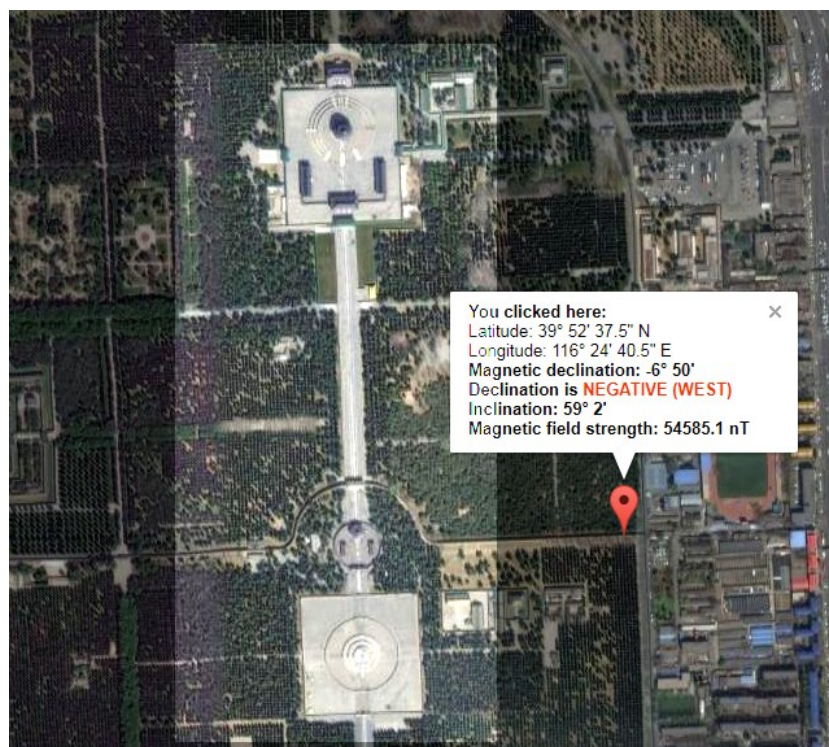 You clicked here:
Latitude: 39° 52' 37.5" N
Longitude: 116° 24' 40.5" E
Magnetic declination: -6° 50'
Declination is NEGATIVE (WEST)
Inclination: 59° 2'
Magnetic field strength: 54585.1 nT